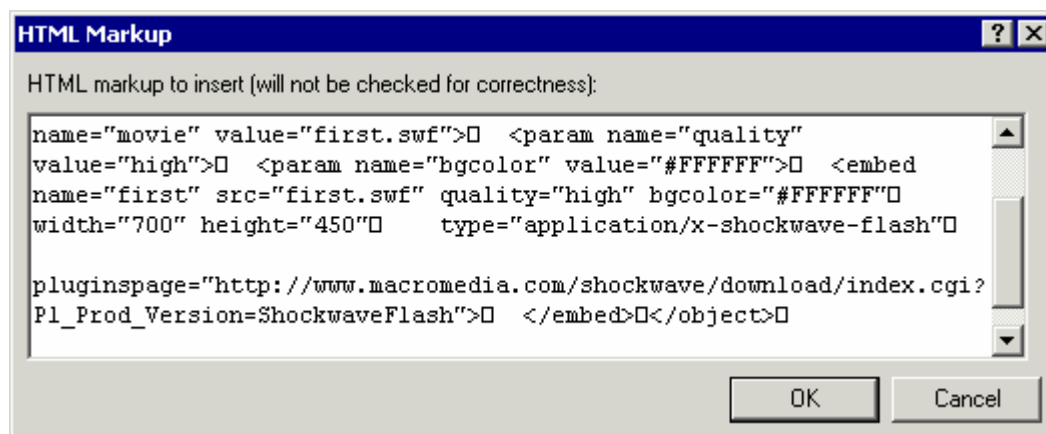 HTML Markup
HTML markup to insert (will not be checked for correctness):
name="movie" value="first.swf">▯  <param name="quality"
value="high">▯  <param name="bgcolor" value="#FFFFFF">▯  <embed
name="first" src="first.swf" quality="high" bgcolor="#FFFFFF"▯
width="700" height="450"▯    type="application/x-shockwave-flash"▯
pluginspage="http://www.macromedia.com/shockwave/download/index.cgi?
P1_Prod_Version=ShockwaveFlash">▯  </embed>▯</object>▯
OK
Cancel